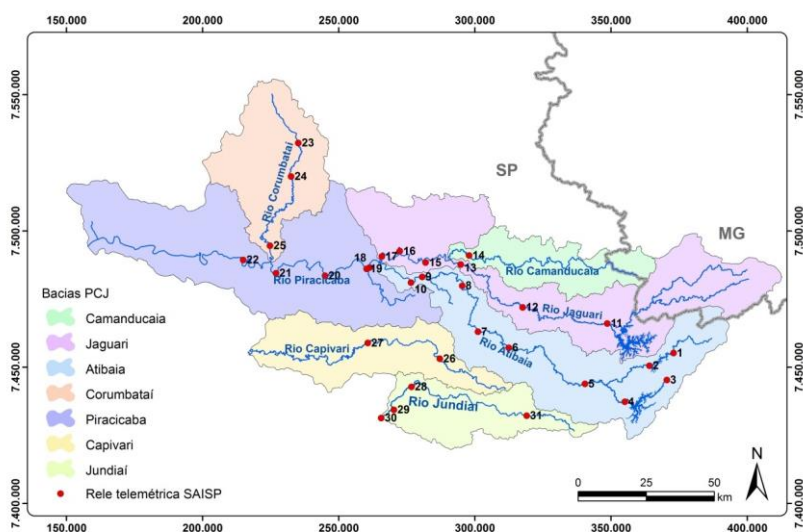 150.000 200.000 250.000 300.000 350.000 400.000
7.550.000 7.550.000
7.500.000 7.500.000
7.450.000 7.450.000
7.400.000 7.400.000
SP
MG
23
Rio Corumbataí
24
25
22
21
20
Rio Piracicaba
18
19
17
16
15
14
13
Rio Camanducaia
9
10
8
12
Rio Jaguari
11
7
6
Rio Atibaia
5
1
2
3
4
27
Rio Capivari
26
28
29
30
Rio Jundiaí
31
Bacias PCJ
Camanducaia
Jaguari
Atibaia
Corumbataí
Piracicaba
Capivari
Jundiaí
Rele telemétrica SAISP
N
0 25 50
km
150.000 200.000 250.000 300.000 350.000 400.000